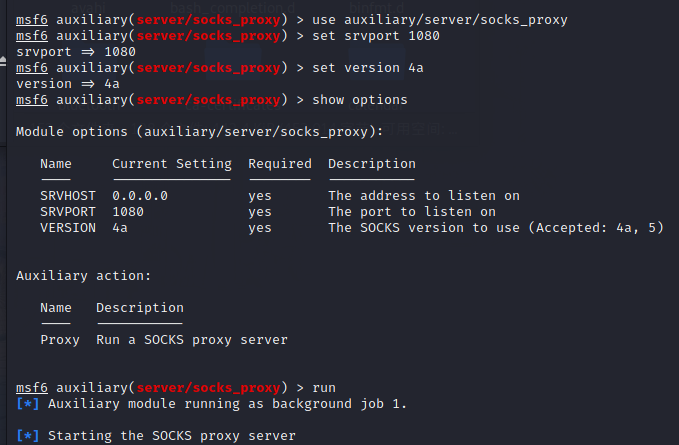 msf6 auxiliary(server/socks_proxy) > use auxiliary/server/socks_proxy
msf6 auxiliary(server/socks_proxy) > set srvport 1080
srvport => 1080
msf6 auxiliary(server/socks_proxy) > set version 4a
version => 4a
msf6 auxiliary(server/socks_proxy) > show options
Module options (auxiliary/server/socks_proxy):
Name Current Setting Required Description
---- --------------- -------- -----------
SRVHOST 0.0.0.0 yes The address to listen on
SRVPORT 1080 yes The port to listen on
VERSION 4a yes The SOCKS version to use (Accepted: 4a, 5)
Auxiliary action:
Name Description
---- -----------
Proxy Run a SOCKS proxy server
msf6 auxiliary(server/socks_proxy) > run
[*] Auxiliary module running as background job 1.
[*] Starting the SOCKS proxy server